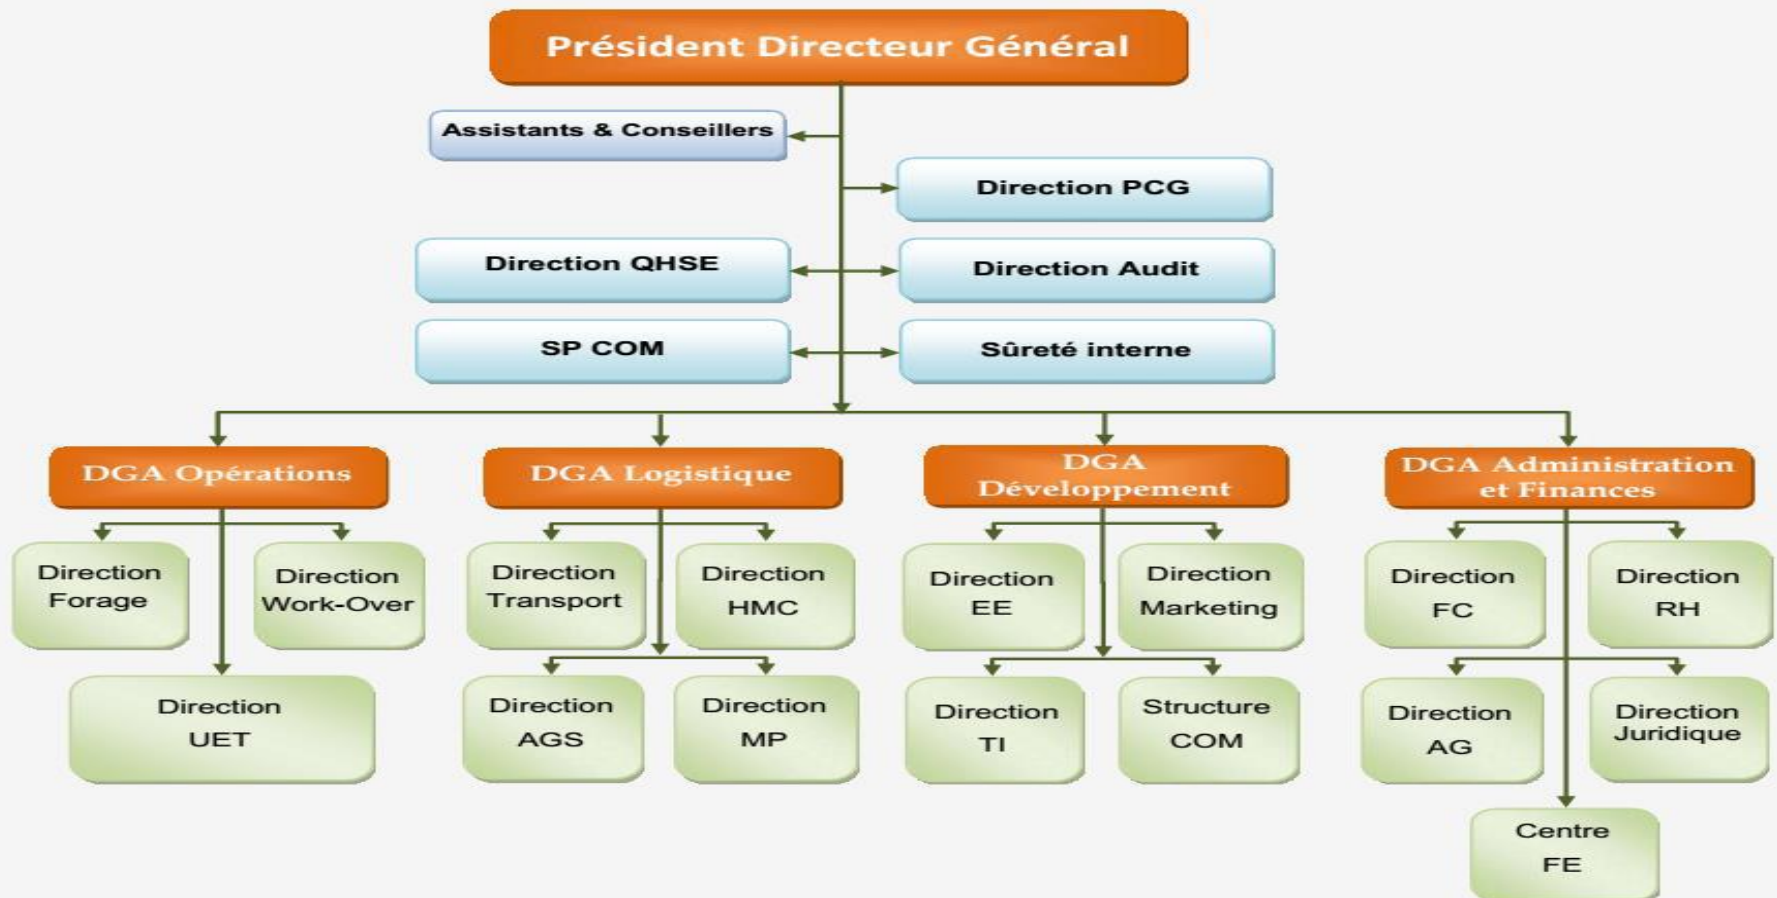 Président Directeur Général
Assistants & Conseillers
Direction PCG
Direction QHSE
Direction Audit
SP COM
Sûreté interne
DGA Opérations
DGA Logistique
DGA
Développement
DGA Administration
et Finances
Direction
Forage
Direction
Work-Over
Direction
Transport
Direction
HMC
Direction
EE
Direction
Marketing
Direction
FC
Direction
RH
Direction
UET
Direction
AGS
Direction
MP
Direction
TI
Structure
COM
Direction
AG
Direction
Juridique
Centre
FE